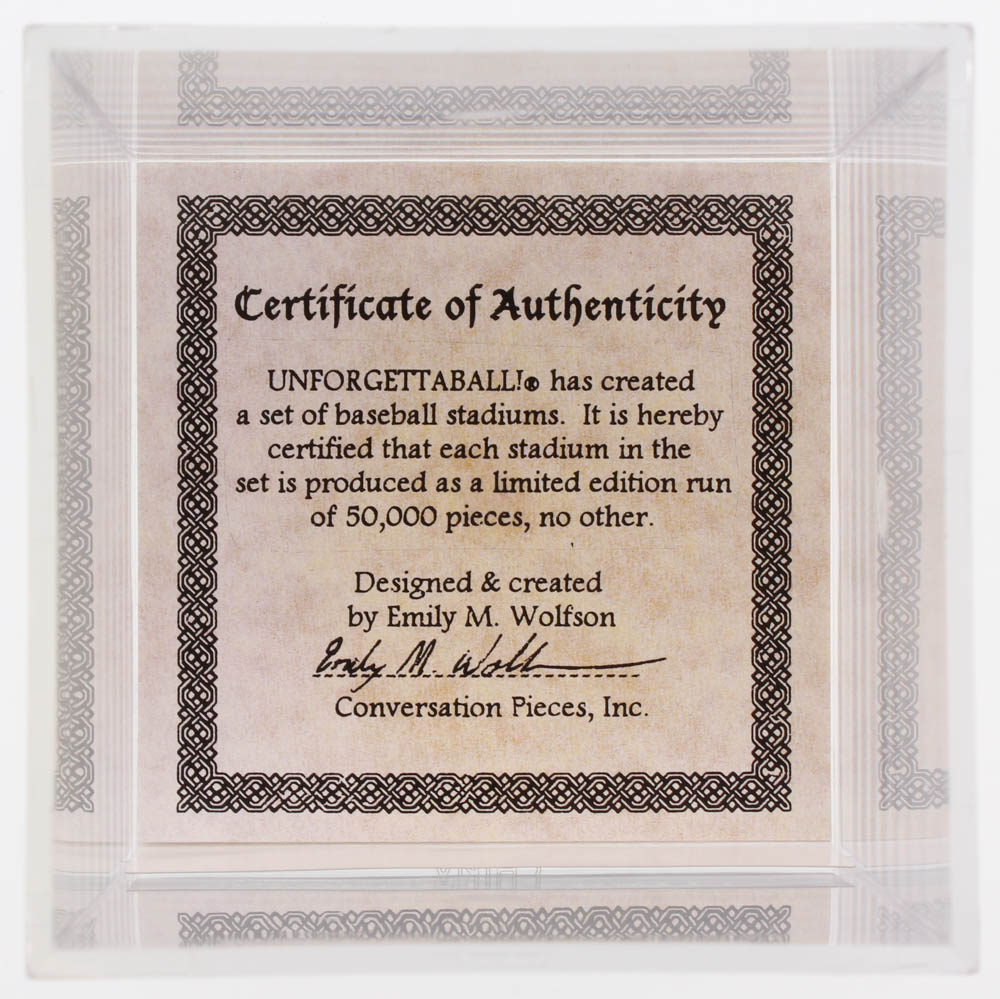 Certificate of Authenticity
UNFORGETTABALL!® has created
a set of baseball stadiums. It is hereby
certified that each stadium in the
set is produced as a limited edition run
of 50,000 pieces, no other.
Designed & created
by Emily M. Wolfson
Emily M. Wolf
Conversation Pieces, Inc.